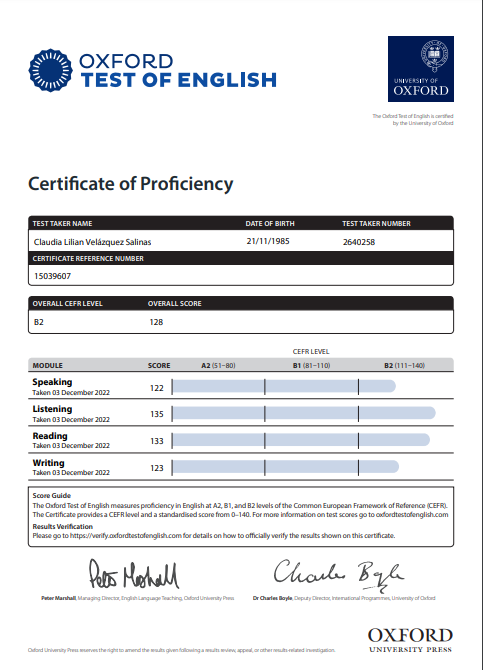 OXFORD
TEST OF ENGLISH
UNIVERSITY OF
OXFORD
The Oxford Test of English is certified
by the University of Oxford
Certificate of Proficiency
TEST TAKER NAME DATE OF BIRTH TEST TAKER NUMBER
Claudia Lilian Velázquez Salinas 21/11/1985 2640258
CERTIFICATE REFERENCE NUMBER
15039607
OVERALL CEFR LEVEL OVERALL SCORE
B2 128
CEFR LEVEL
MODULE SCORE A2 (51–80) B1 (81–110) B2 (111–140)
Speaking
Taken 03 December 2022 122
Listening
Taken 03 December 2022 135
Reading
Taken 03 December 2022 133
Writing
Taken 03 December 2022 123
Score Guide
The Oxford Test of English measures proficiency in English at A2, B1, and B2 levels of the Common European Framework of Reference (CEFR).
The Certificate provides a CEFR level and a standardised score from 0–140. For more information on test scores go to oxfordtestofenglish.com
Results Verification
Please go to https://verify.oxfordtestofenglish.com for details on how to officially verify the results shown on this certificate.
Peter Marshall Charles Boyle
Peter Marshall, Managing Director, English Language Teaching, Oxford University Press Dr Charles Boyle, Deputy Director, International Programmes, University of Oxford
OXFORD
UNIVERSITY PRESS
Oxford University Press reserves the right to amend the results given following a results review, appeal, or other results-related investigation.